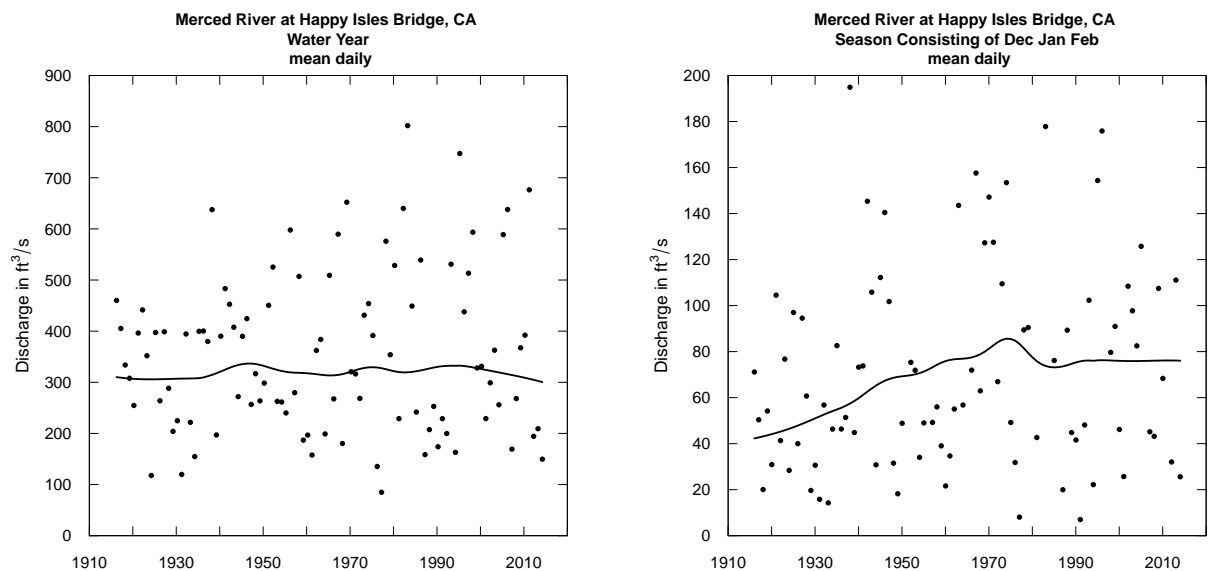 Merced River at Happy Isles Bridge, CA
Water Year
mean daily
900
800
700
600
500
400
300
200
100
0
Discharge in ft³/s
1910 1930 1950 1970 1990 2010
Merced River at Happy Isles Bridge, CA
Season Consisting of Dec Jan Feb
mean daily
200
180
160
140
120
100
80
60
40
20
0
Discharge in ft³/s
1910 1930 1950 1970 1990 2010